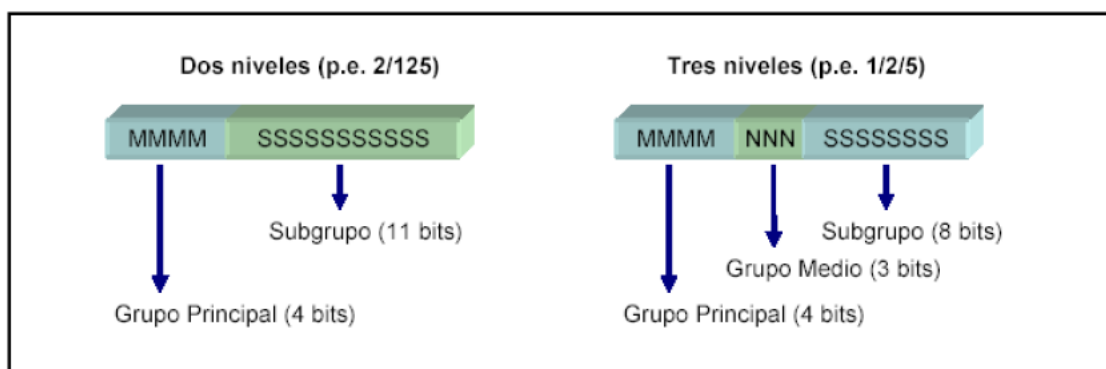 Dos niveles (p.e. 2/125)
MMMM SSSSSSSSSSS
Subgrupo (11 bits)
Grupo Principal (4 bits)
Tres niveles (p.e. 1/2/5)
MMMM NNN SSSSSSSS
Subgrupo (8 bits)
Grupo Medio (3 bits)
Grupo Principal (4 bits)